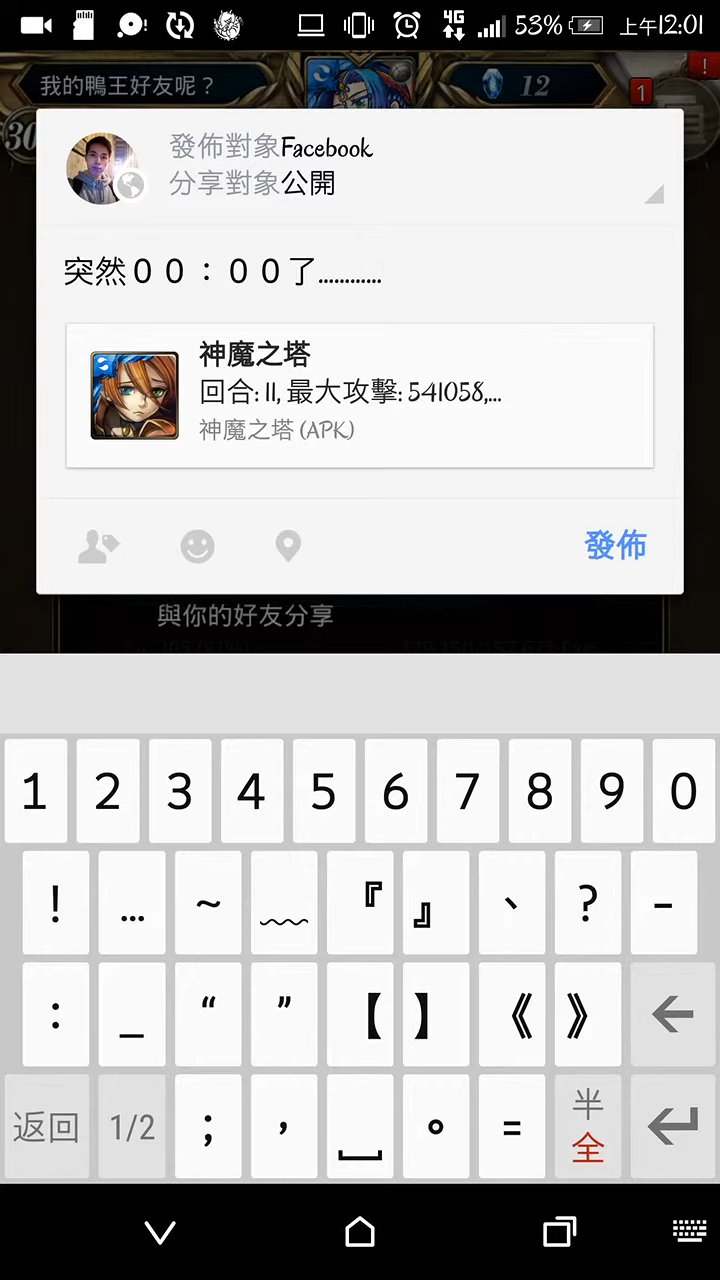 4G 53% 上午12:01
我的鴨王好友呢？
12
!
1
30
發佈對象Facebook
分享對象公開
突然００：００了............
神魔之塔
回合: 11, 最大攻擊: 541058,...
神魔之塔 (APK)
發佈
與你的好友分享
1 2 3 4 5 6 7 8 9 0
! ... ~ ﹏ 『 』 、 ? -
: _ “ ” 【 】 《 》 ←
返回 1/2 ; , ⎵ 。 = 半
全